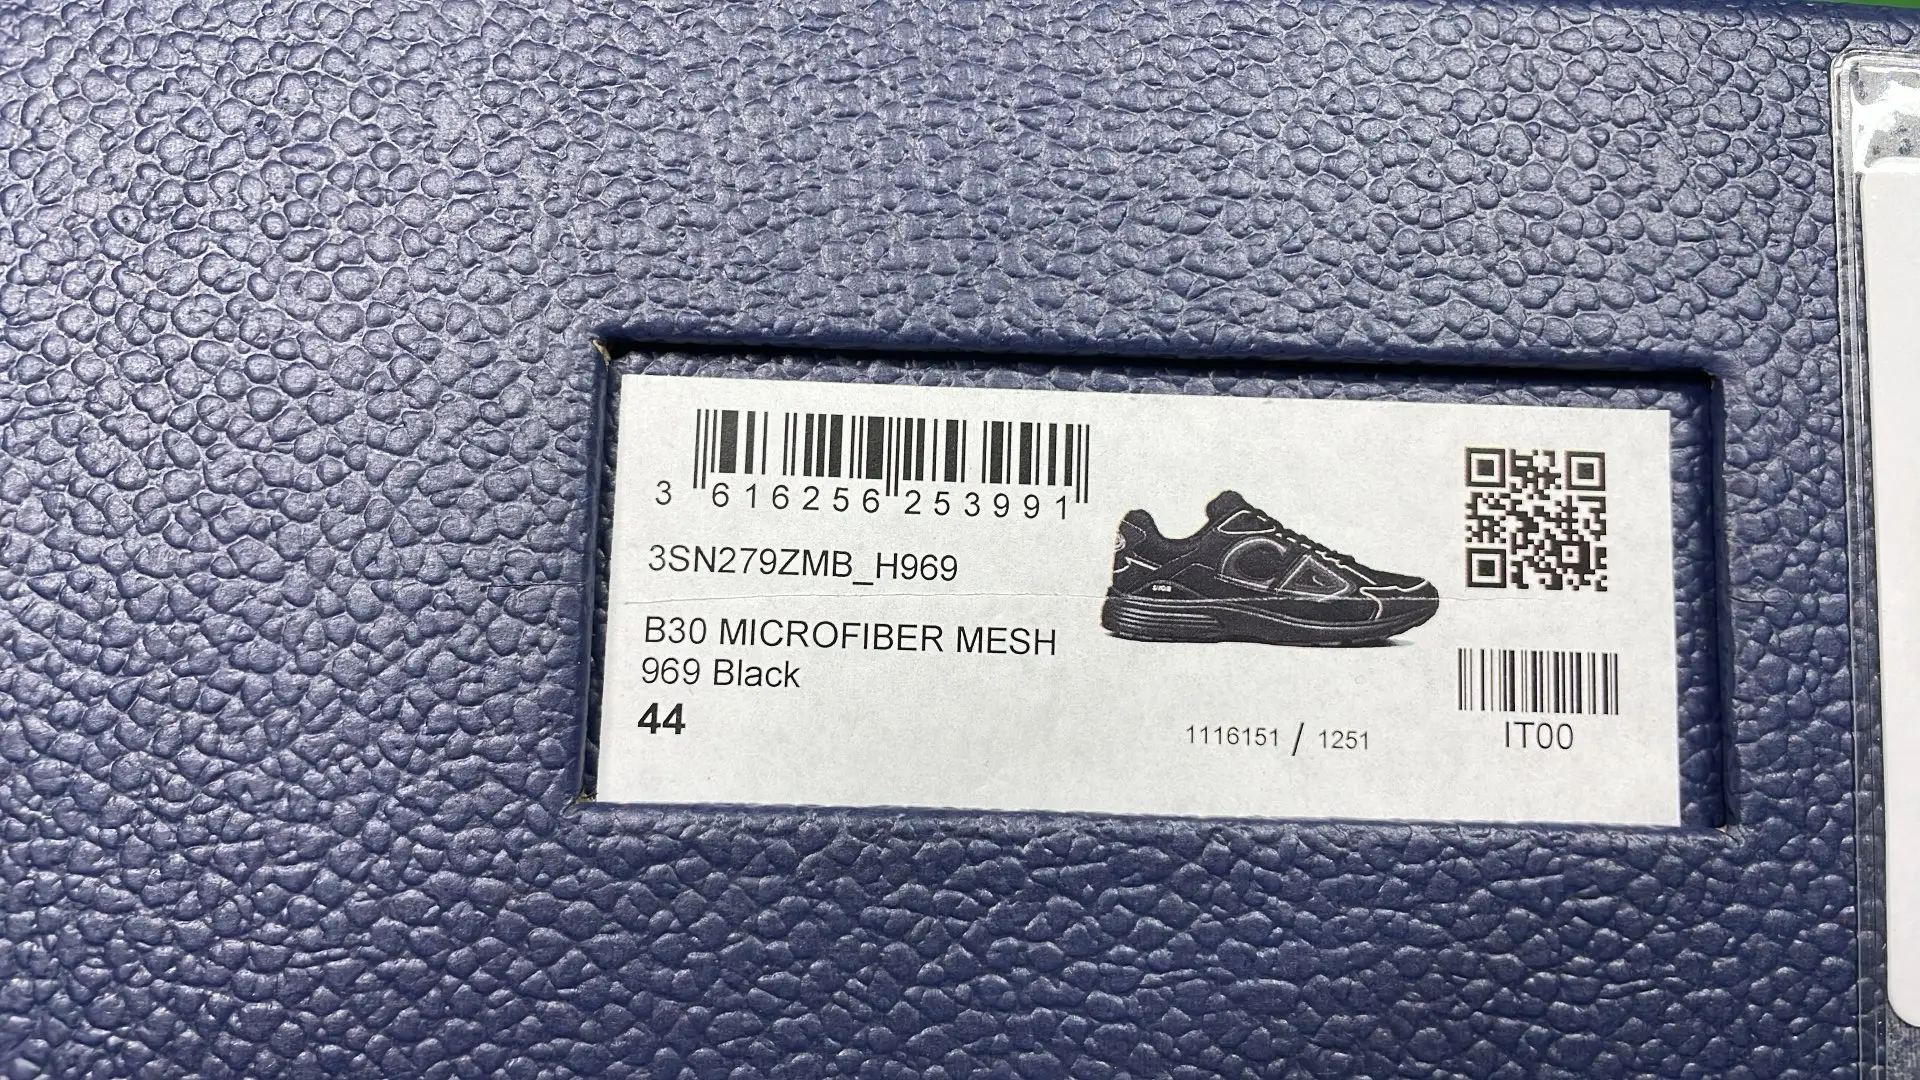 3 616256 253991
3SN279ZMB_H969
B30 MICROFIBER MESH
969 Black
44
1116151 / 1251
IT00